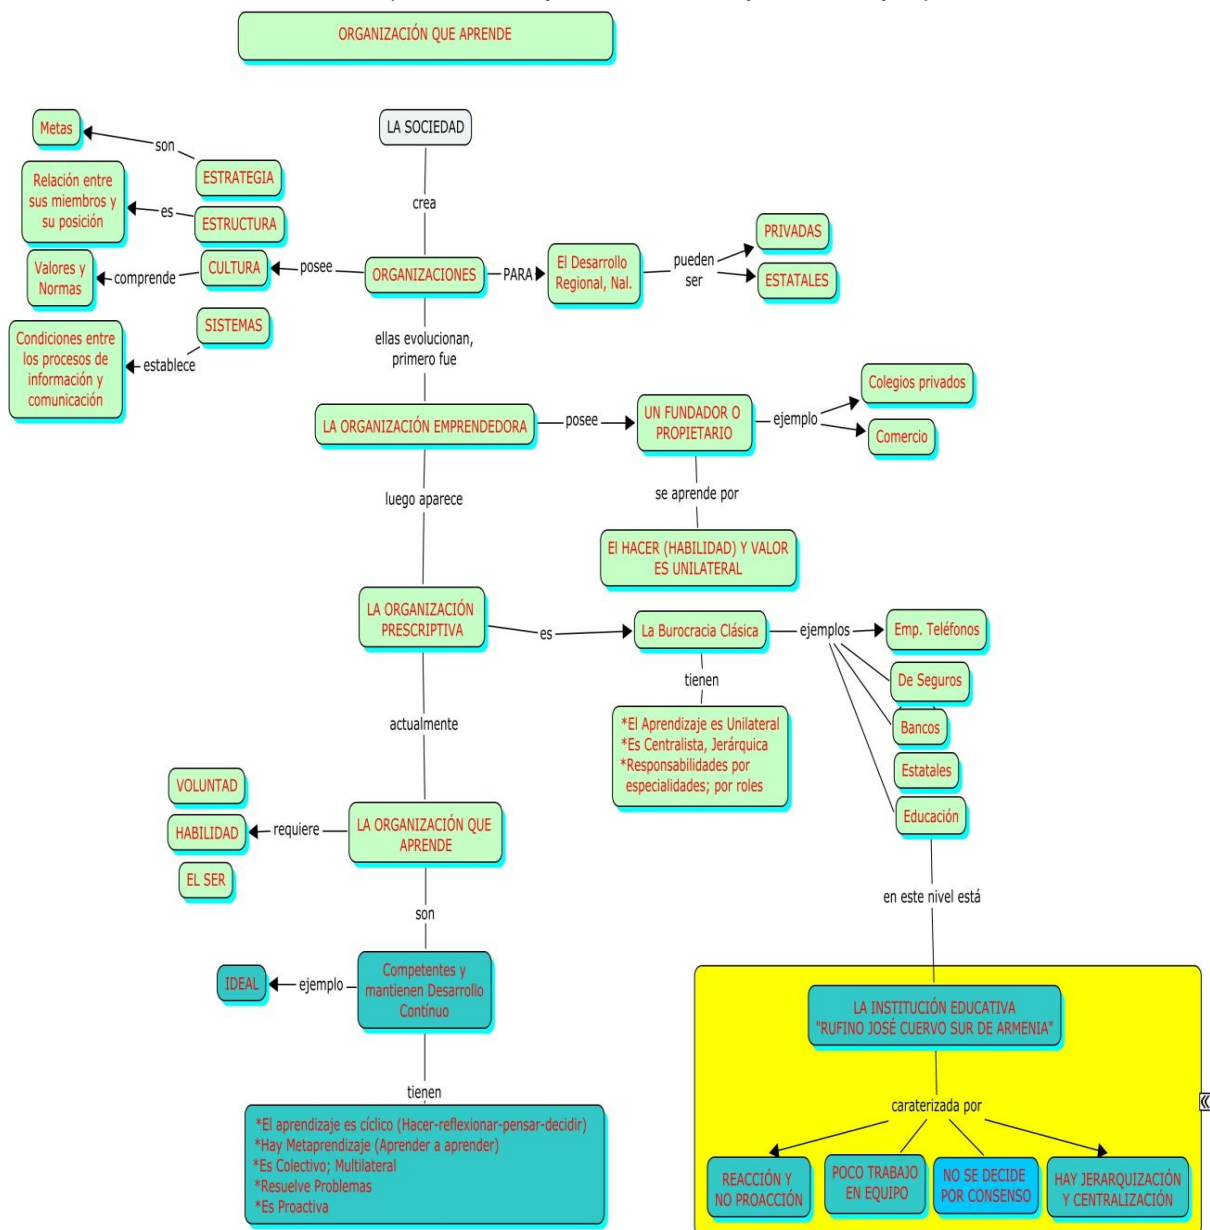 ORGANIZACIÓN QUE APRENDE
LA SOCIEDAD
crea
Metas
son
ESTRATEGIA
Relación entre
sus miembros y
su posición
es
ESTRUCTURA
Valores y
Normas
comprende
CULTURA
posee
ORGANIZACIONES
PARA
El Desarrollo
Regional, Nal.
pueden
ser
PRIVADAS
ESTATALES
SISTEMAS
Condiciones entre
los procesos de
información y
comunicación
establece
ellas evolucionan,
primero fue
LA ORGANIZACIÓN EMPRENDEDORA
posee
UN FUNDADOR O
PROPIETARIO
ejemplo
Colegios privados
Comercio
se aprende por
El HACER (HABILIDAD) Y VALOR
ES UNILATERAL
luego aparece
LA ORGANIZACIÓN
PRESCRIPTIVA
es
La Burocracia Clásica
ejemplos
Emp. Teléfonos
De Seguros
Bancos
Estatales
Educación
tienen
*El Aprendizaje es Unilateral
*Es Centralista, Jerárquica
*Responsabilidades por
especialidades; por roles
actualmente
LA ORGANIZACIÓN QUE
APRENDE
requiere
VOLUNTAD
HABILIDAD
EL SER
son
Competentes y
mantienen Desarrollo
Contínuo
ejemplo
IDEAL
tienen
*El aprendizaje es cíclico (Hacer-reflexionar-pensar-decidir)
*Hay Metaprendizaje (Aprender a aprender)
*Es Colectivo; Multilateral
*Resuelve Problemas
*Es Proactiva
en este nivel está
LA INSTITUCIÓN EDUCATIVA
"RUFINO JOSÉ CUERVO SUR DE ARMENIA"
caraterizada por
REACCIÓN Y
NO PROACCIÓN
POCO TRABAJO
EN EQUIPO
NO SE DECIDE
POR CONSENSO
HAY JERARQUIZACIÓN
Y CENTRALIZACIÓN